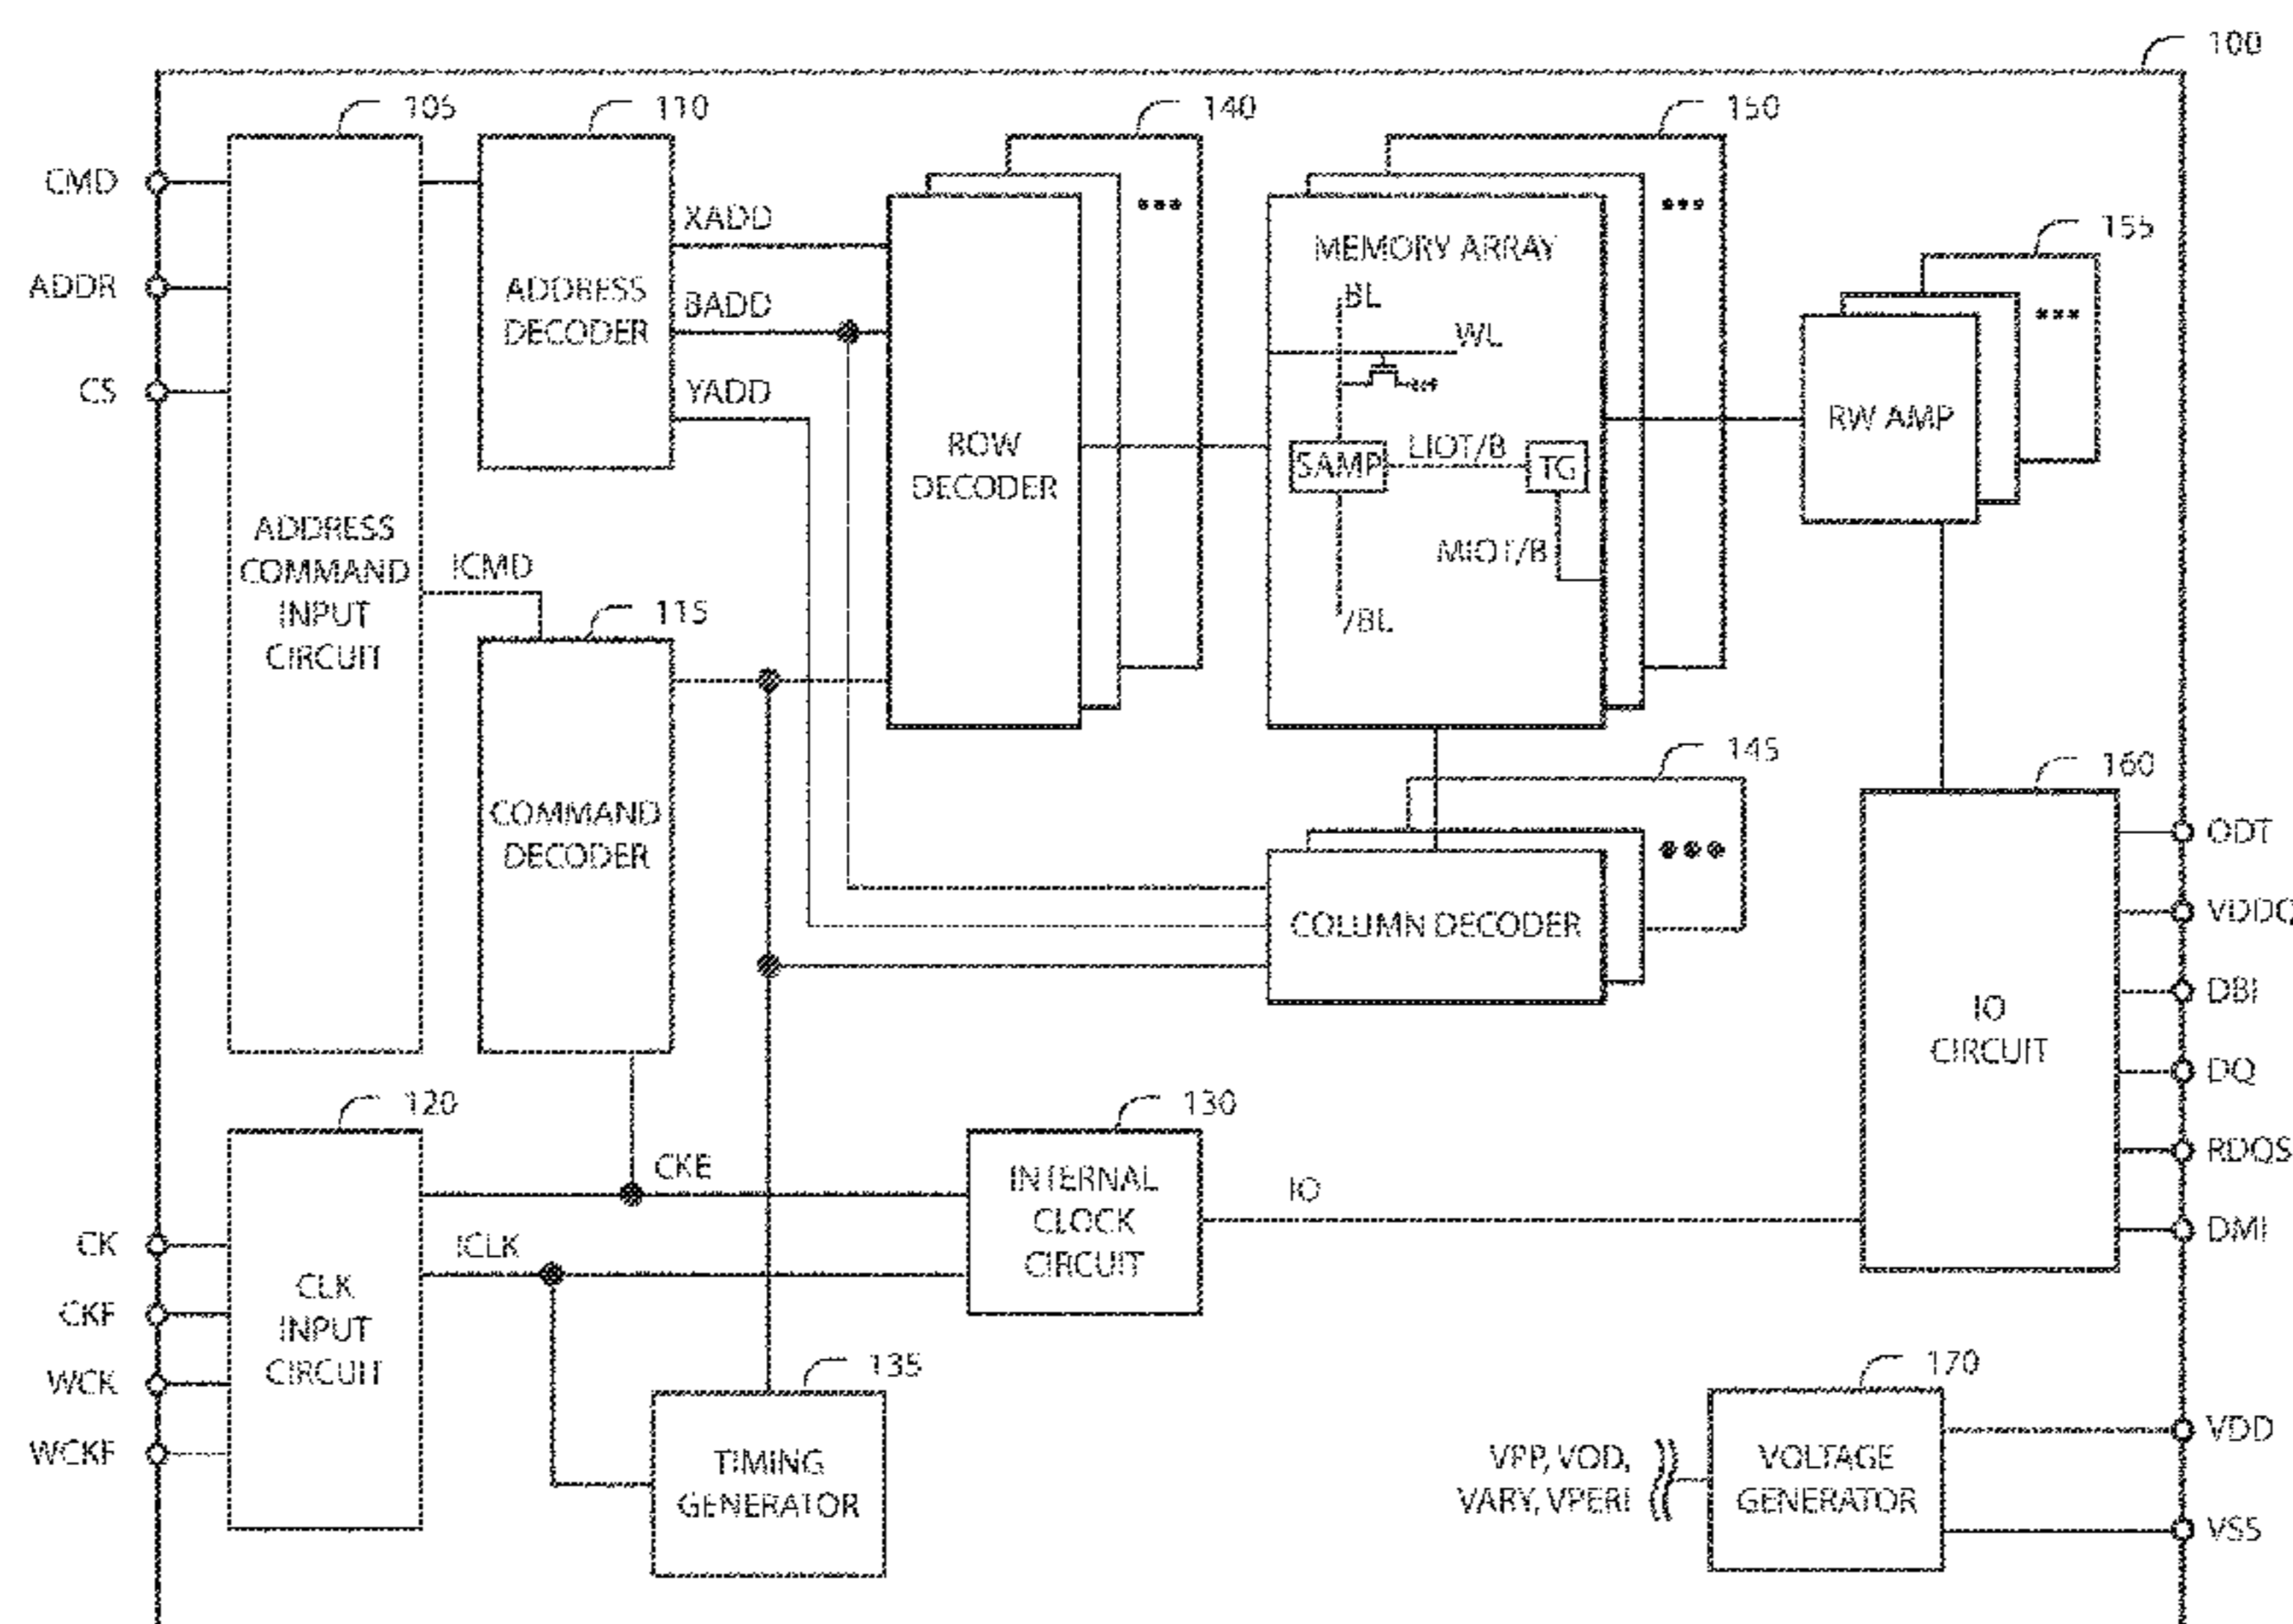 100
105
110
140
150
CMD
ADDR
CS
XADD
BADD
YADD
ADDRESS
DECODER
ROW
DECODER
MEMORY ARRAY
BL
WL
SAMP
LIOT/B
TG
MIOT/B
/BL
155
RW AMP
ADDRESS
COMMAND
INPUT
CIRCUIT
ICMD
115
COMMAND
DECODER
145
COLUMN DECODER
160
IO
CIRCUIT
ODT
VDDQ
DBI
DQ
RDQS
DMI
120
CKE
130
INTERNAL
CLOCK
CIRCUIT
IO
CK
CKF
WCK
WCKF
ICLK
CLK
INPUT
CIRCUIT
135
TIMING
GENERATOR
170
VPP, VOD,
VARY, VPERI
VOLTAGE
GENERATOR
VDD
VSS